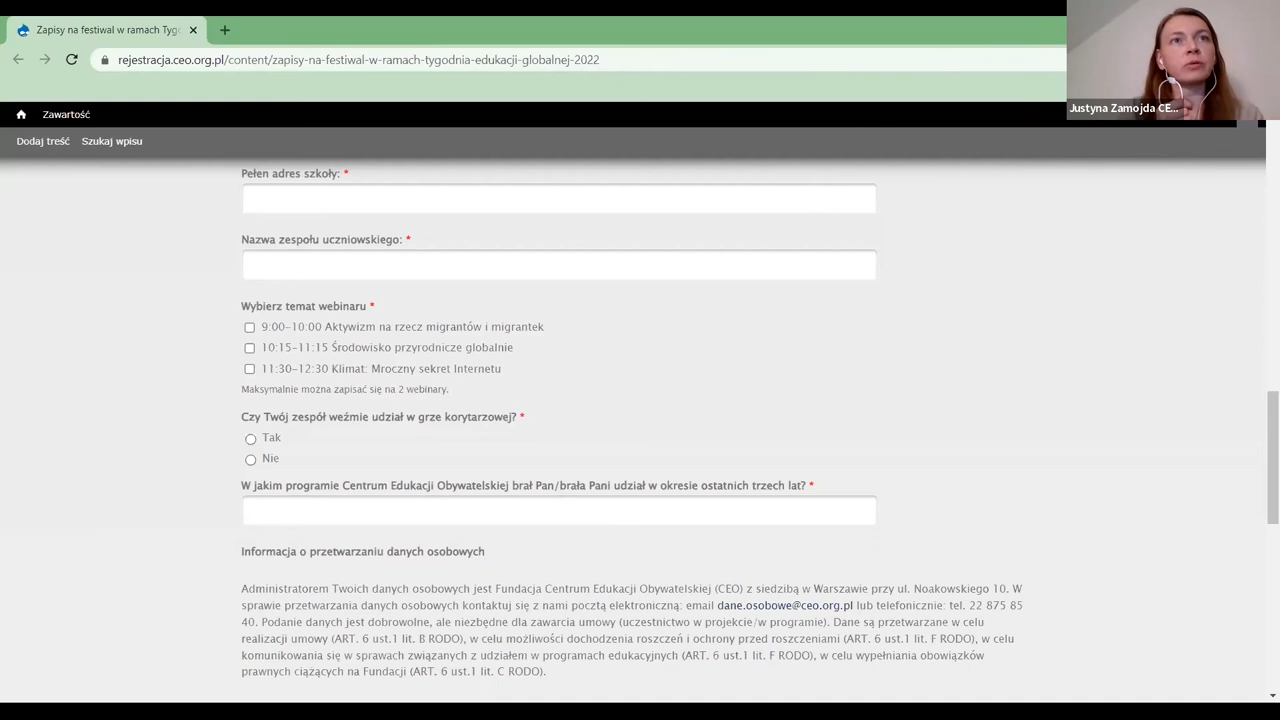 Zapisy na festiwal w ramach Tyg
rejestracja.ceo.org.pl/content/zapisy-na-festiwal-w-ramach-tygodnia-edukacji-globalnej-2022
Justyna Zamojda CE...
Zawartość
Dodaj treść Szukaj wpisu
Pełen adres szkoły: *
Nazwa zespołu uczniowskiego: *
Wybierz temat webinaru *
9:00-10:00 Aktywizm na rzecz migrantów i migrantek
10:15-11:15 Środowisko przyrodnicze globalnie
11:30-12:30 Klimat: Mroczny sekret Internetu
Maksymalnie można zapisać się na 2 webinary.
Czy Twój zespół weźmie udział w grze korytarzowej? *
Tak
Nie
W jakim programie Centrum Edukacji Obywatelskiej brał Pan/brała Pani udział w okresie ostatnich trzech lat? *
Informacja o przetwarzaniu danych osobowych
Administratorem Twoich danych osobowych jest Fundacja Centrum Edukacji Obywatelskiej (CEO) z siedzibą w Warszawie przy ul. Noakowskiego 10. W
sprawie przetwarzania danych osobowych kontaktuj się z nami pocztą elektroniczną: email dane.osobowe@ceo.org.pl lub telefonicznie: tel. 22 875 85
40. Podanie danych jest dobrowolne, ale niezbędne dla zawarcia umowy (uczestnictwo w projekcie/w programie). Dane są przetwarzane w celu
realizacji umowy (ART. 6 ust.1 lit. B RODO), w celu możliwości dochodzenia roszczeń i ochrony przed roszczeniami (ART. 6 ust.1 lit. F RODO), w celu
komunikowania się w sprawach związanych z udziałem w programach edukacyjnych (ART. 6 ust.1 lit. F RODO), w celu wypełniania obowiązków
prawnych ciążących na Fundacji (ART. 6 ust.1 lit. C RODO).